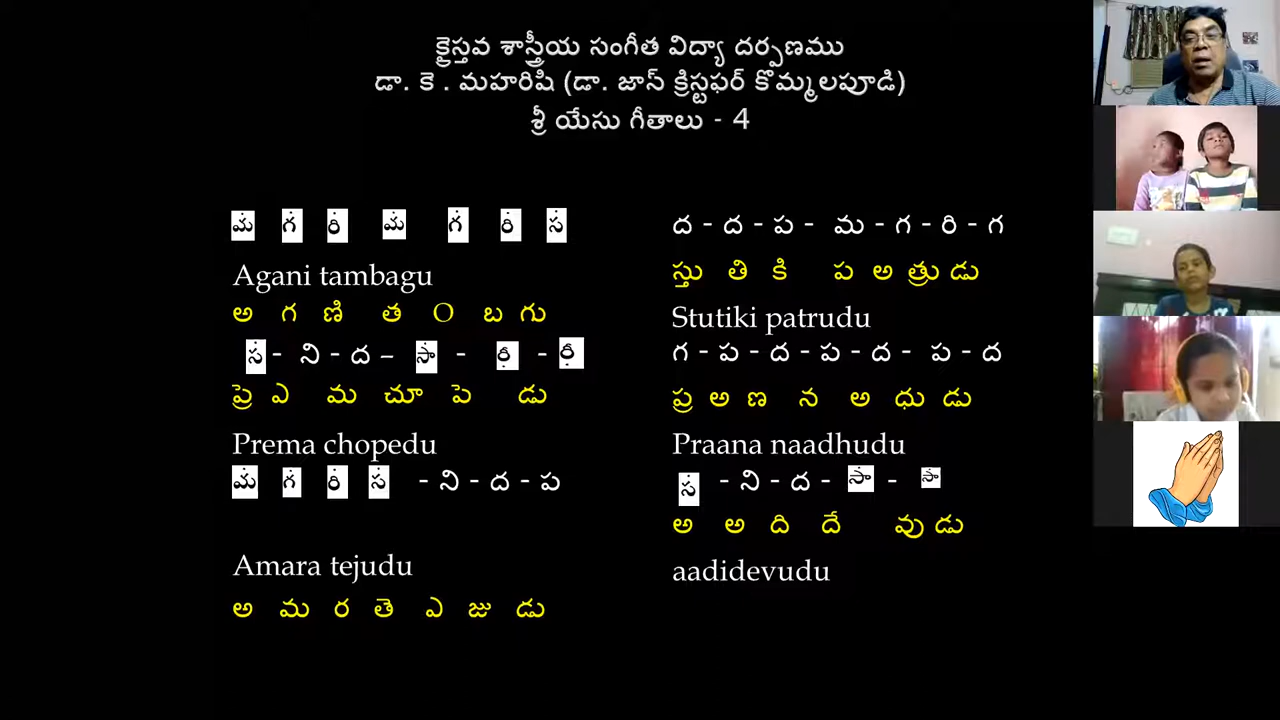 క్రైస్తవ శాస్త్రీయ సంగీత విద్యా దర్పణము
డా. కె . మహరిషి (డా. జాస్ క్రిస్టఫర్ కొమ్మలపూడి)
శ్రీ యేసు గీతాలు - 4
మ గ రి మ గ రి స
Agani tambagu
అ గ ణి త O బ గు
స - ని - ద – సా - రీ - రీ
ప్రె ఎ మ చూ పె డు
Prema chopedu
మ గ రి స - ని - ద - ప
Amara tejudu
అ మ ర తె ఎ జు డు
ద - ద - ప - మ - గ - రి - గ
స్తు తి కి ప అ త్రు డు
Stutiki patrudu
గ - ప - ద - ప - ద - ప - ద
ప్ర అ ణ న అ ధు డు
Praana naadhudu
స - ని - ద - సా - సా
అ అ ది దే వు డు
aadidevudu